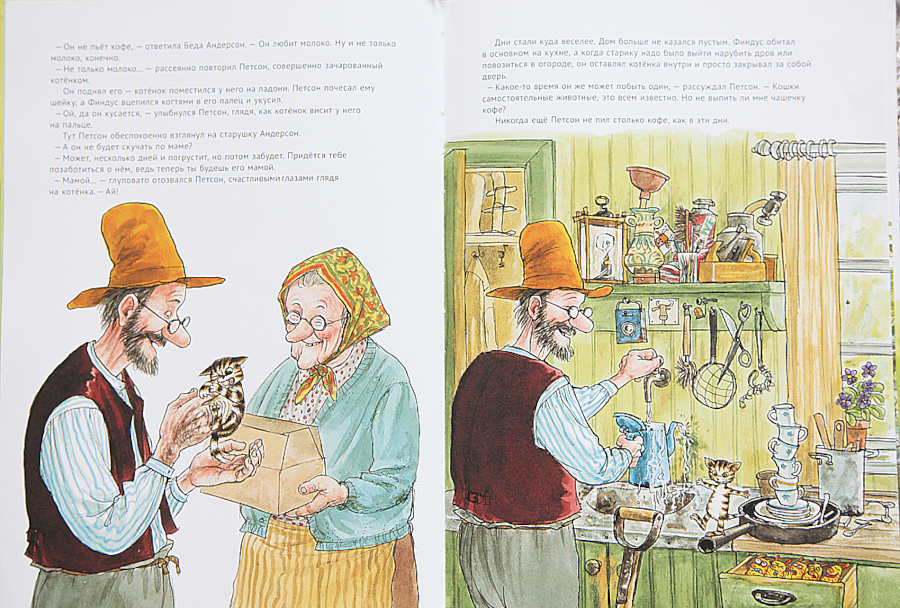 — Он не пьёт кофе, — ответила Беда Андерсон. — Он любит молоко. Ну и не только
молоко, конечно.
— Не только молоко... — рассеянно повторил Петсон, совершенно зачарованный
котёнком.
Он поднял его — котёнок поместился у него на ладони. Петсон почесал ему
шейку, а Финдус вцепился когтями в его палец и укусил.
— Ой, да он кусается, — улыбнулся Петсон, глядя, как котёнок висит у него
на пальце.
Тут Петсон обеспокоенно взглянул на старушку Андерсон.
— А он не будет скучать по маме?
— Может, несколько дней и погрустит, но потом забудет. Придётся тебе
позаботиться о нём, ведь теперь ты будешь его мамой.
— Мамой... — глуповато отозвался Петсон, счастливыми глазами глядя
на котёнка. — Ай!
Дни стали куда веселее. Дом больше не казался пустым. Финдус обитал
в основном на кухне, а когда старику надо было выйти нарубить дров или
повозиться в огороде, он оставлял котёнка внутри и просто закрывал за собой
дверь.
— Какое-то время он же может побыть один, — рассуждал Петсон. — Кошки
самостоятельные животные, это всем известно. Но не выпить ли мне чашечку
кофе?
Никогда ещё Петсон не пил столько кофе, как в эти дни.